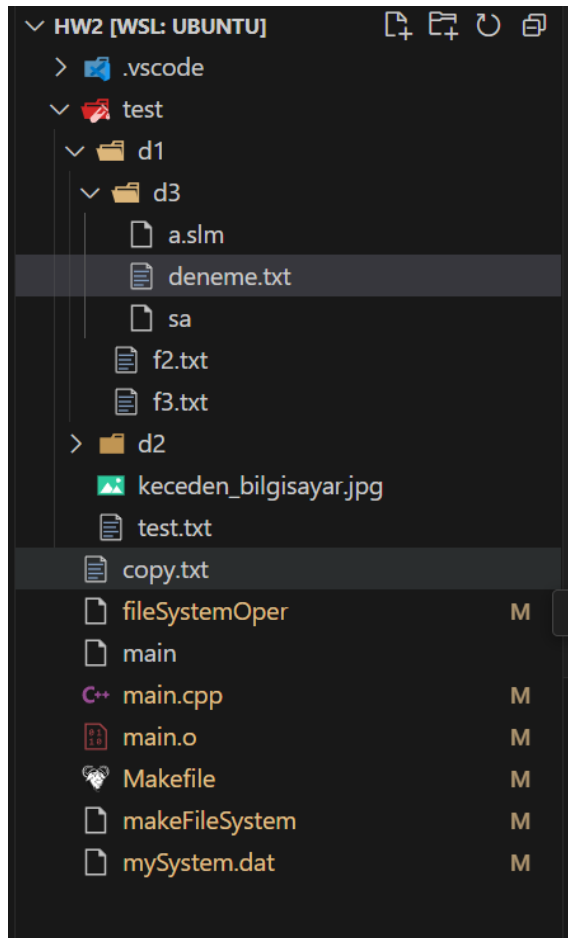 HW2 [WSL: UBUNTU]
.vscode
test
d1
d3
a.slm
deneme.txt
sa
f2.txt
f3.txt
d2
keceden_bilgisayar.jpg
test.txt
copy.txt
fileSystemOper M
main
C++ main.cpp M
main.o M
Makefile M
makeFileSystem M
mySystem.dat M